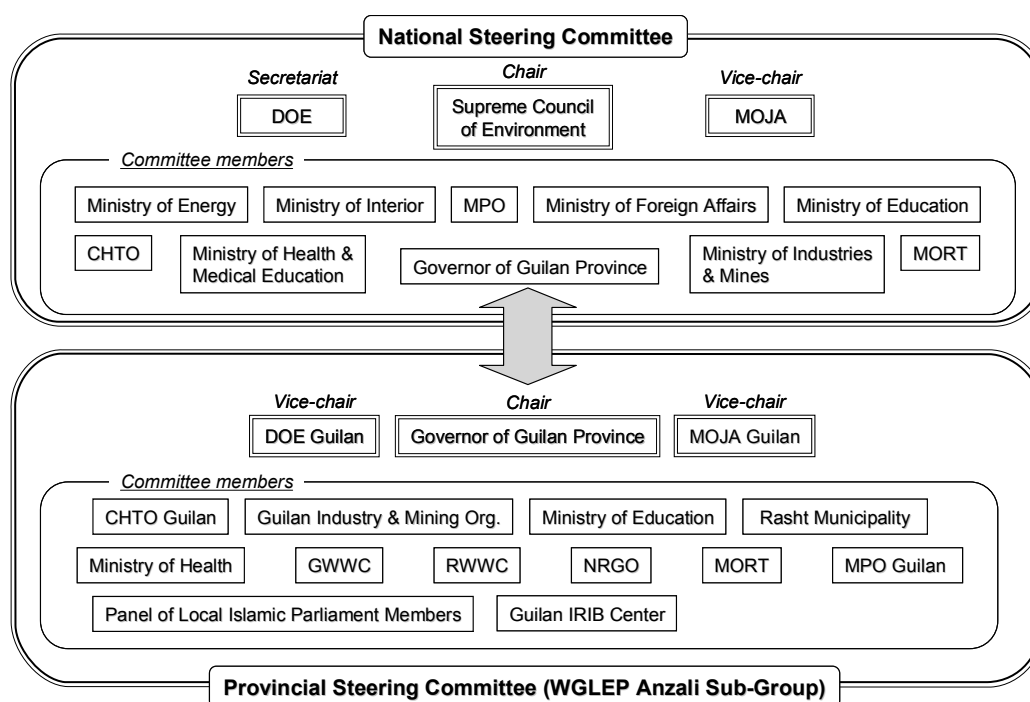 National Steering Committee
Secretariat
Chair
Vice-chair
DOE
Supreme Council
of Environment
MOJA
Committee members
Ministry of Energy
Ministry of Interior
MPO
Ministry of Foreign Affairs
Ministry of Education
CHTO
Ministry of Health &
Medical Education
Governor of Guilan Province
Ministry of Industries
& Mines
MORT
Vice-chair
Chair
Vice-chair
DOE Guilan
Governor of Guilan Province
MOJA Guilan
Committee members
CHTO Guilan
Guilan Industry & Mining Org.
Ministry of Education
Rasht Municipality
Ministry of Health
GWWC
RWWC
NRGO
MORT
MPO Guilan
Panel of Local Islamic Parliament Members
Guilan IRIB Center
Provincial Steering Committee (WGLEP Anzali Sub-Group)